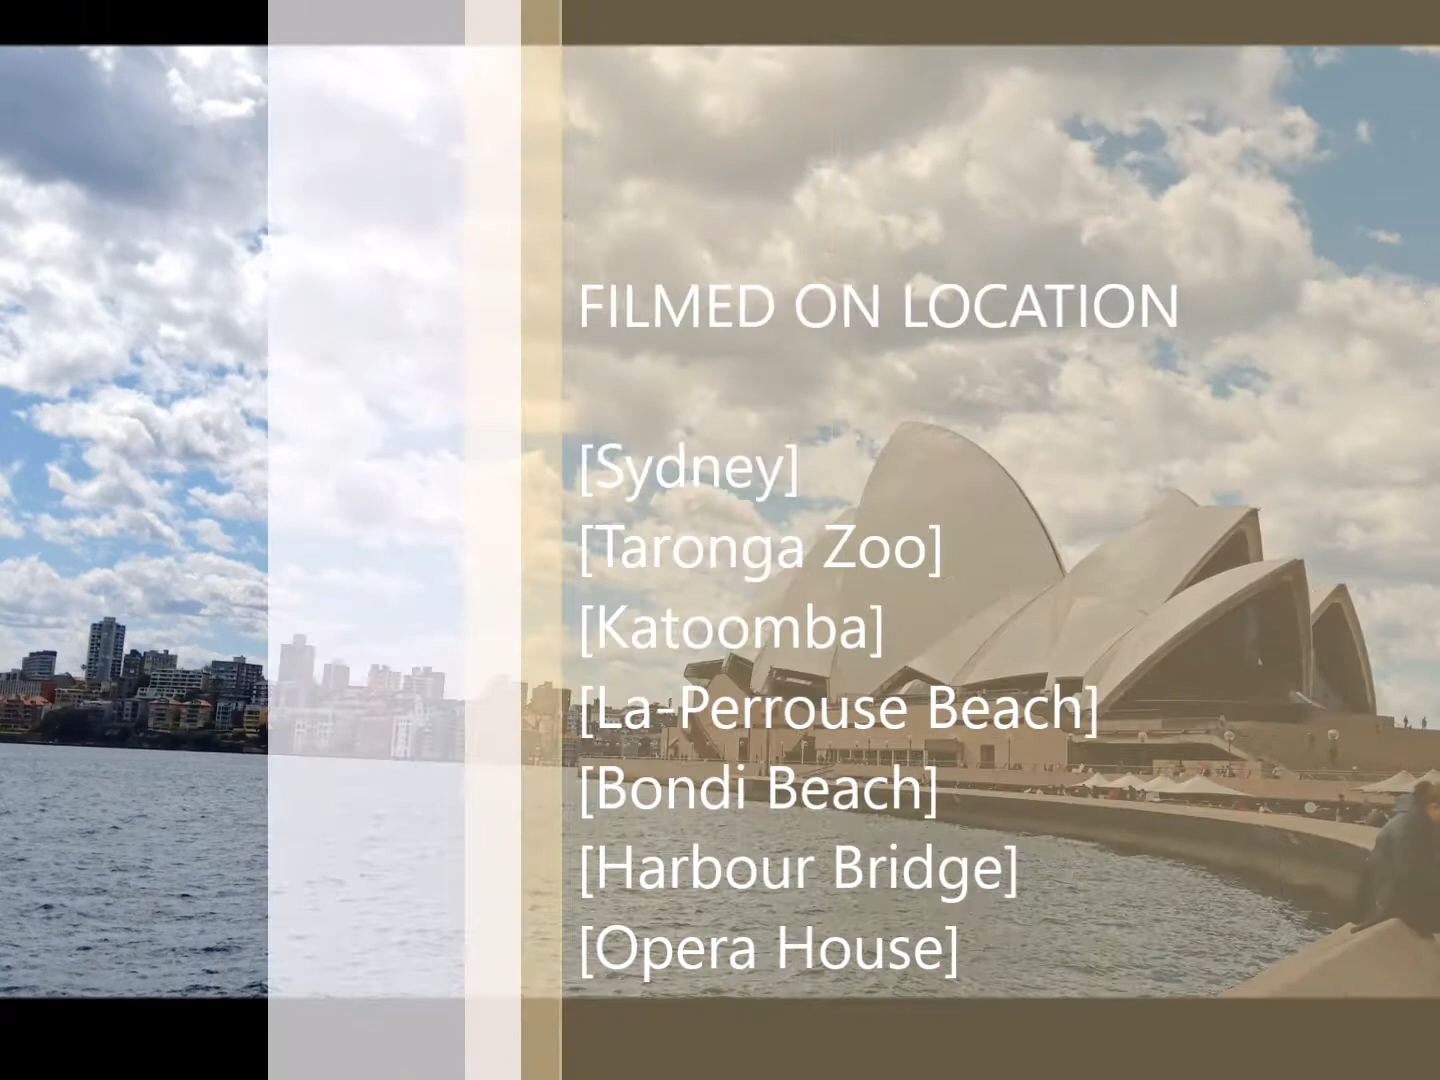 FILMED ON LOCATION
[Sydney]
[Taronga Zoo]
[Katoomba]
[La-Perrouse Beach]
[Bondi Beach]
[Harbour Bridge]
[Opera House]